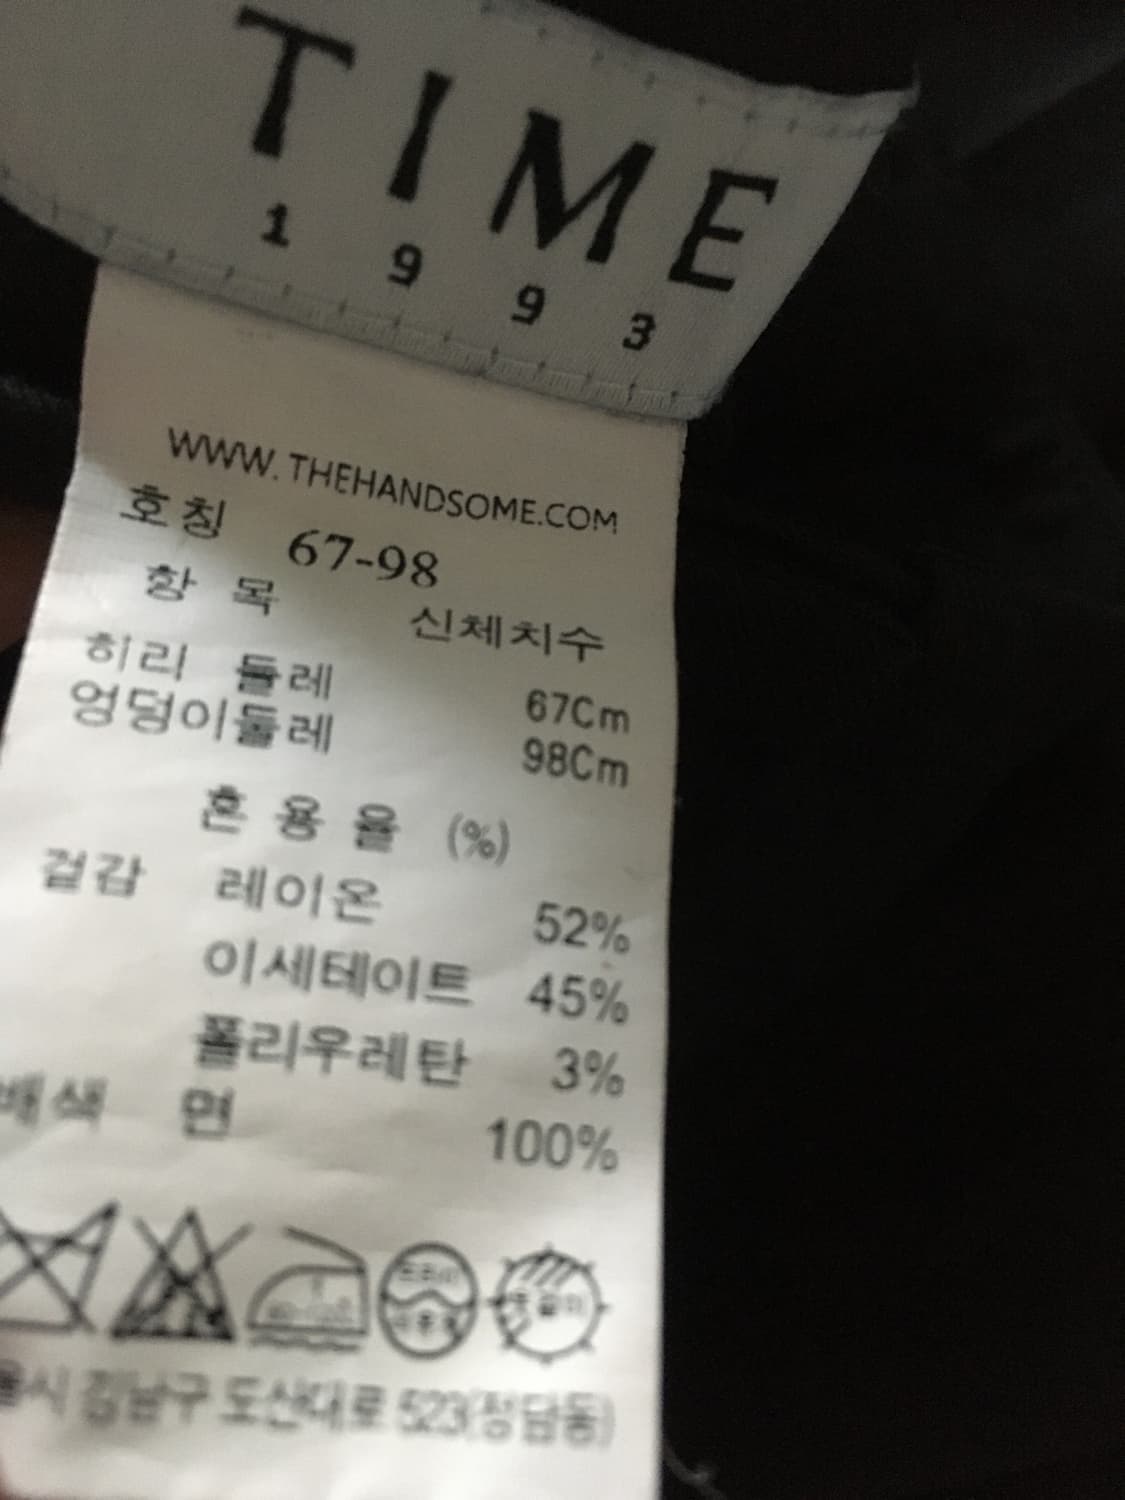 TIME
1993
WWW.THEHANDSOME.COM
호칭 67-98
항 목 신체치수
허리 둘레 67Cm
엉덩이둘레 98Cm
혼 용 율 (%)
겉감 레이온 52%
아세테이트 45%
폴리우레탄 3%
배색 면 100%
울시 강남구 도산대로 523(청담동)